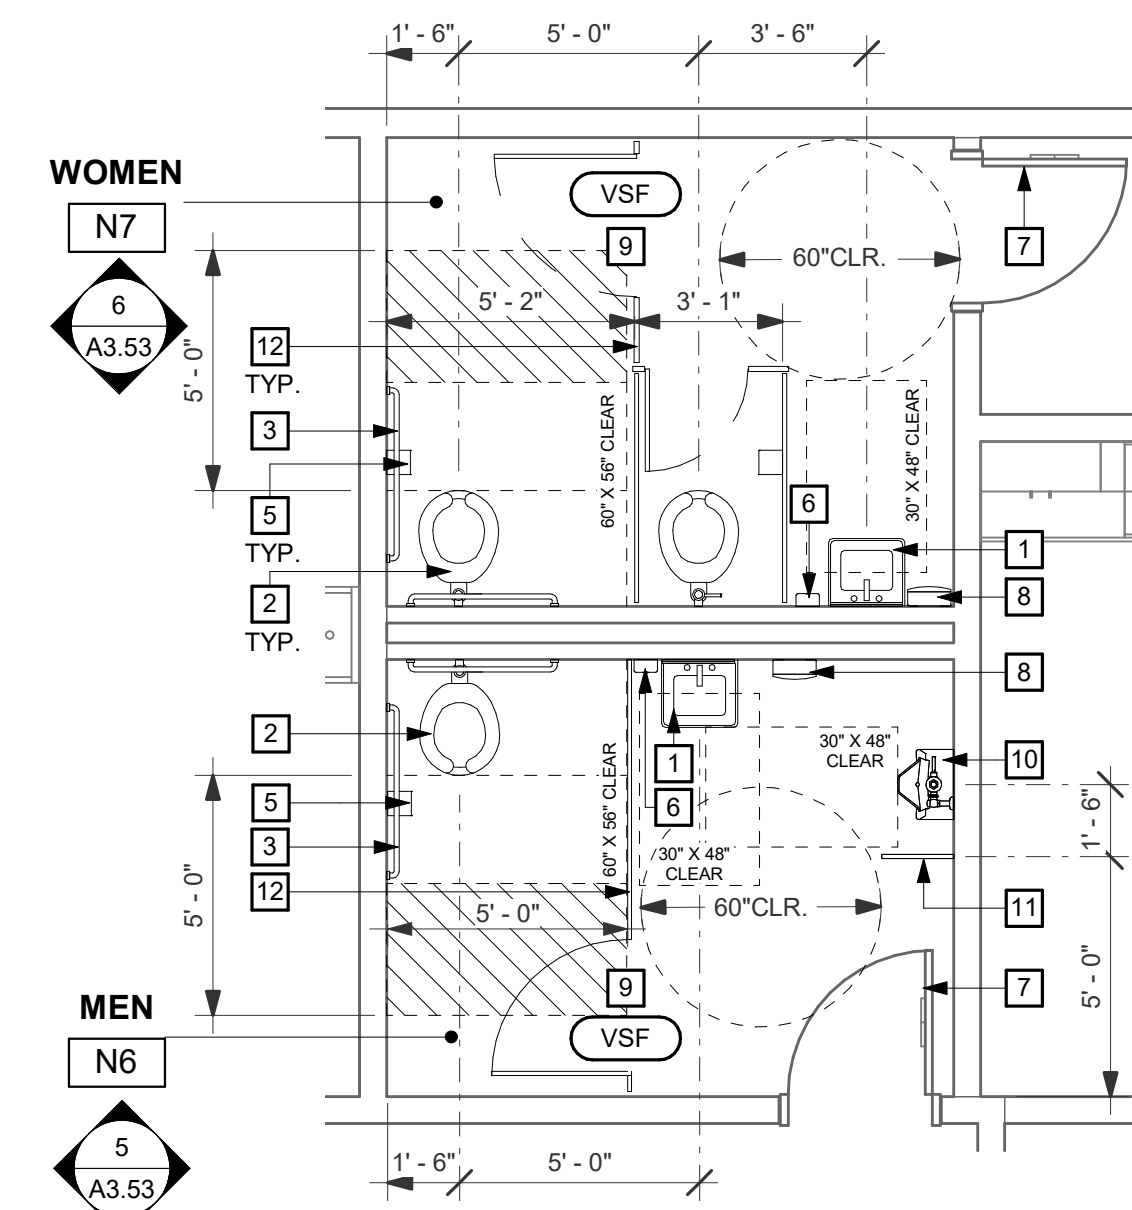 1' - 6" 5' - 0" 3' - 6"
WOMEN
N7
6
A3.53
VSF
9
7
60"CLR.
5' - 2" 3' - 1"
5' - 0"
12
TYP.
3
5
TYP.
2
TYP.
60" X 56" CLEAR
30" X 48" CLEAR
6
1
8
8
2
5
3
12
60" X 56" CLEAR
1
6
30" X 48"
CLEAR
30" X 48"
CLEAR
10
1' - 6"
11
60"CLR.
5' - 0"
5' - 0"
5' - 0"
9
VSF
7
MEN
N6
5
A3.53
1' - 6" 5' - 0"